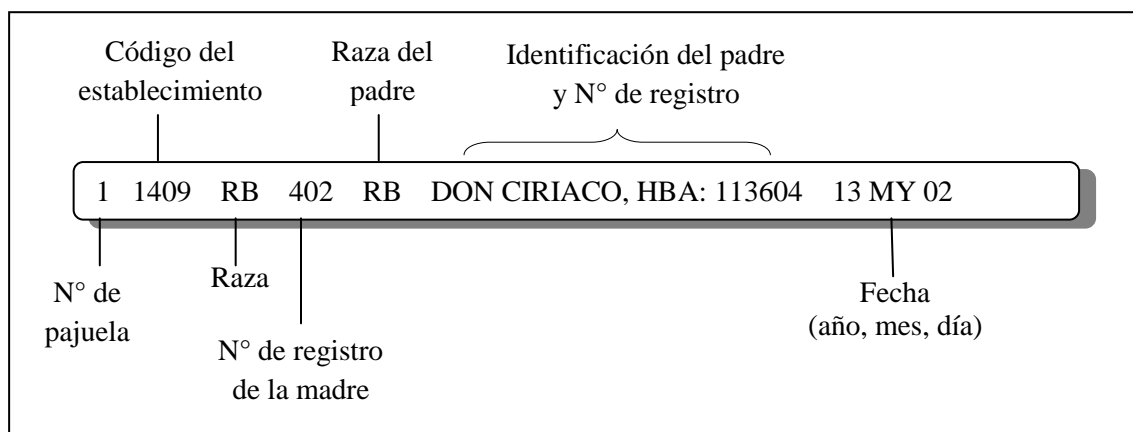 Código del
establecimiento
Raza del
padre
Identificación del padre
y N° de registro
1 1409 RB 402 RB DON CIRIACO, HBA: 113604 13 MY 02
N° de
pajuela
Raza
N° de registro
de la madre
Fecha
(año, mes, día)